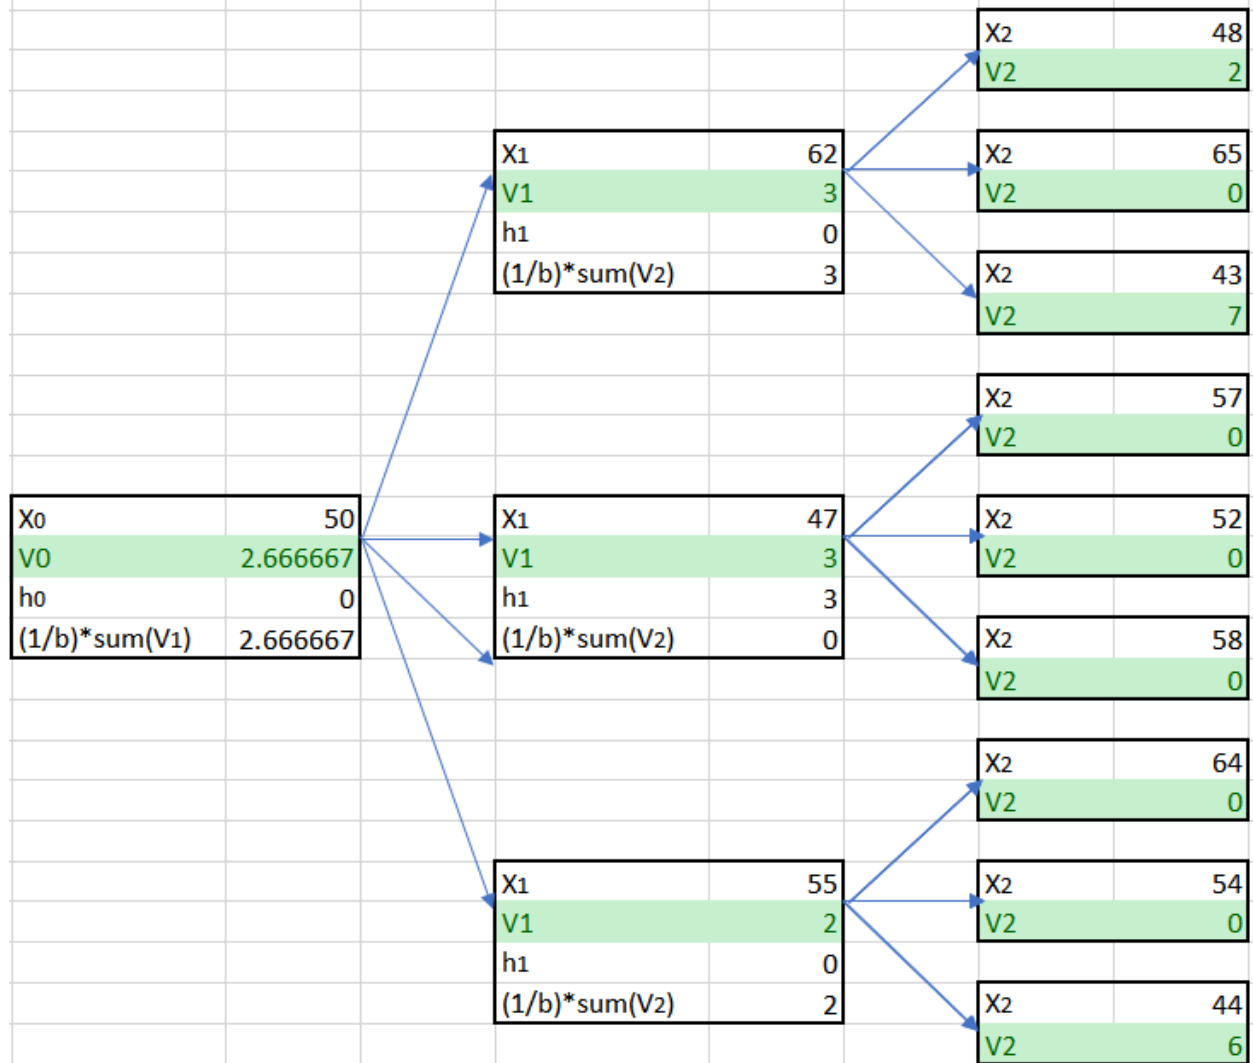 X0 50
V0 2.666667
h0 0
(1/b)*sum(V1) 2.666667
X1 62
V1 3
h1 0
(1/b)*sum(V2) 3
X1 47
V1 3
h1 3
(1/b)*sum(V2) 0
X1 55
V1 2
h1 0
(1/b)*sum(V2) 2
X2 48
V2 2
X2 65
V2 0
X2 43
V2 7
X2 57
V2 0
X2 52
V2 0
X2 58
V2 0
X2 64
V2 0
X2 54
V2 0
X2 44
V2 6